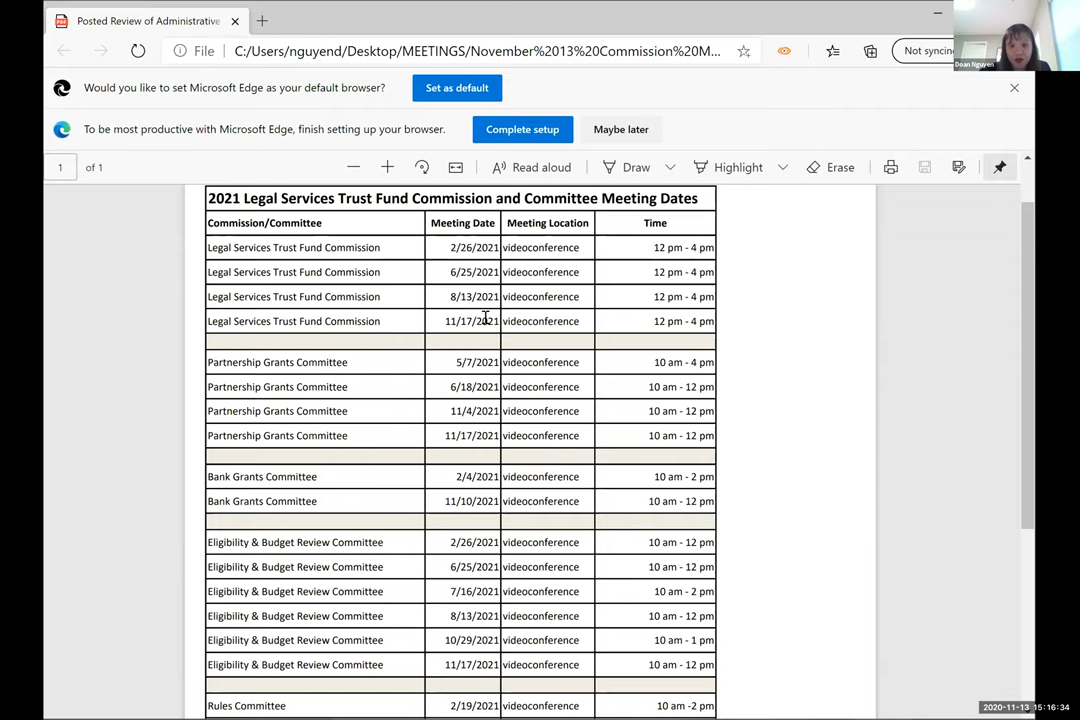 Posted Review of Administrative
File C:/Users/nguyend/Desktop/MEETINGS/November%2013%20Commission%20M... Not syncing
Doan Nguyen
Would you like to set Microsoft Edge as your default browser? Set as default
To be most productive with Microsoft Edge, finish setting up your browser. Complete setup Maybe later
1 of 1 Read aloud Draw Highlight Erase
2021 Legal Services Trust Fund Commission and Committee Meeting Dates
Commission/Committee Meeting Date Meeting Location Time
Legal Services Trust Fund Commission 2/26/2021 videoconference 12 pm - 4 pm
Legal Services Trust Fund Commission 6/25/2021 videoconference 12 pm - 4 pm
Legal Services Trust Fund Commission 8/13/2021 videoconference 12 pm - 4 pm
Legal Services Trust Fund Commission 11/17/2021 videoconference 12 pm - 4 pm
Partnership Grants Committee 5/7/2021 videoconference 10 am - 4 pm
Partnership Grants Committee 6/18/2021 videoconference 10 am - 12 pm
Partnership Grants Committee 11/4/2021 videoconference 10 am - 12 pm
Partnership Grants Committee 11/17/2021 videoconference 10 am - 12 pm
Bank Grants Committee 2/4/2021 videoconference 10 am - 2 pm
Bank Grants Committee 11/10/2021 videoconference 10 am - 12 pm
Eligibility & Budget Review Committee 2/26/2021 videoconference 10 am - 12 pm
Eligibility & Budget Review Committee 6/25/2021 videoconference 10 am - 12 pm
Eligibility & Budget Review Committee 7/16/2021 videoconference 10 am - 2 pm
Eligibility & Budget Review Committee 8/13/2021 videoconference 10 am - 12 pm
Eligibility & Budget Review Committee 10/29/2021 videoconference 10 am - 1 pm
Eligibility & Budget Review Committee 11/17/2021 videoconference 10 am - 12 pm
Rules Committee 2/19/2021 videoconference 10 am -2 pm
2020-11-13 15:16:34